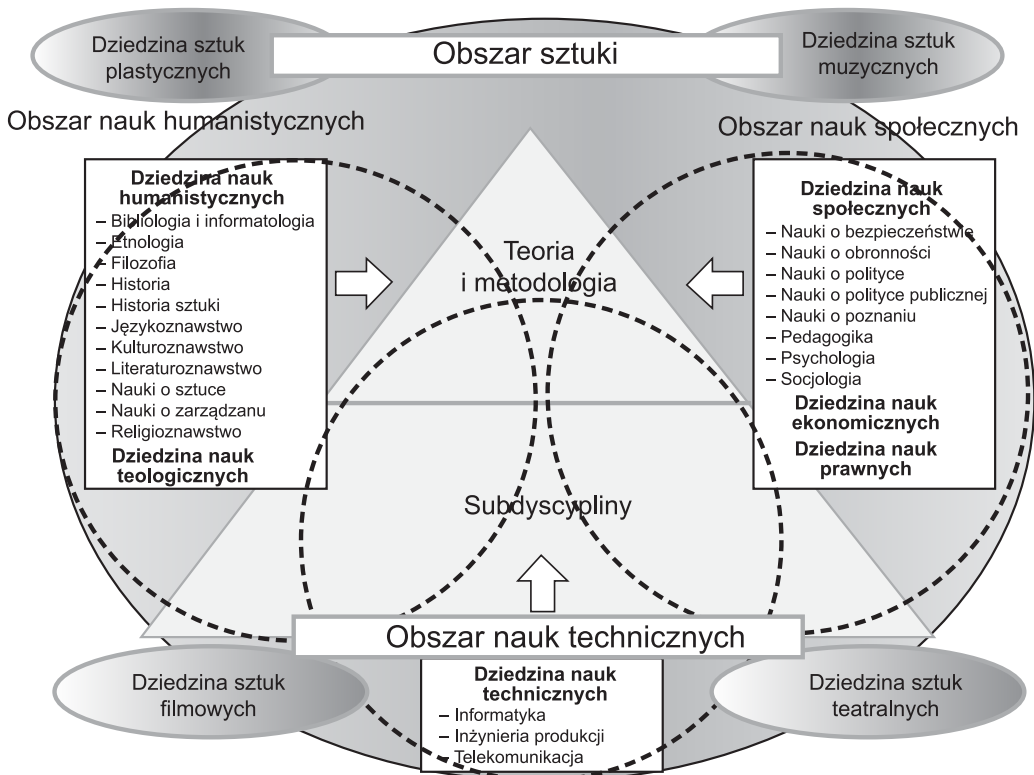 Dziedzina sztuk
plastycznych
Obszar sztuki
Dziedzina sztuk
muzycznych
Obszar nauk humanistycznych
Obszar nauk społecznych
Dziedzina nauk
humanistycznych
– Bibliologia i informatologia
– Etnologia
– Filozofia
– Historia
– Historia sztuki
– Językoznawstwo
– Kulturoznawstwo
– Literaturoznawstwo
– Nauki o sztuce
– Nauki o zarządzanu
– Religioznawstwo
Dziedzina nauk
teologicznych
Teoria
i metodologia
Subdyscypliny
Dziedzina nauk
społecznych
– Nauki o bezpieczeństwie
– Nauki o obronności
– Nauki o polityce
– Nauki o polityce publicznej
– Nauki o poznaniu
– Pedagogika
– Psychologia
– Socjologia
Dziedzina nauk
ekonomicznych
Dziedzina nauk
prawnych
Obszar nauk technicznych
Dziedzina sztuk
filmowych
Dziedzina nauk
technicznych
– Informatyka
– Inżynieria produkcji
– Telekomunikacja
Dziedzina sztuk
teatralnych